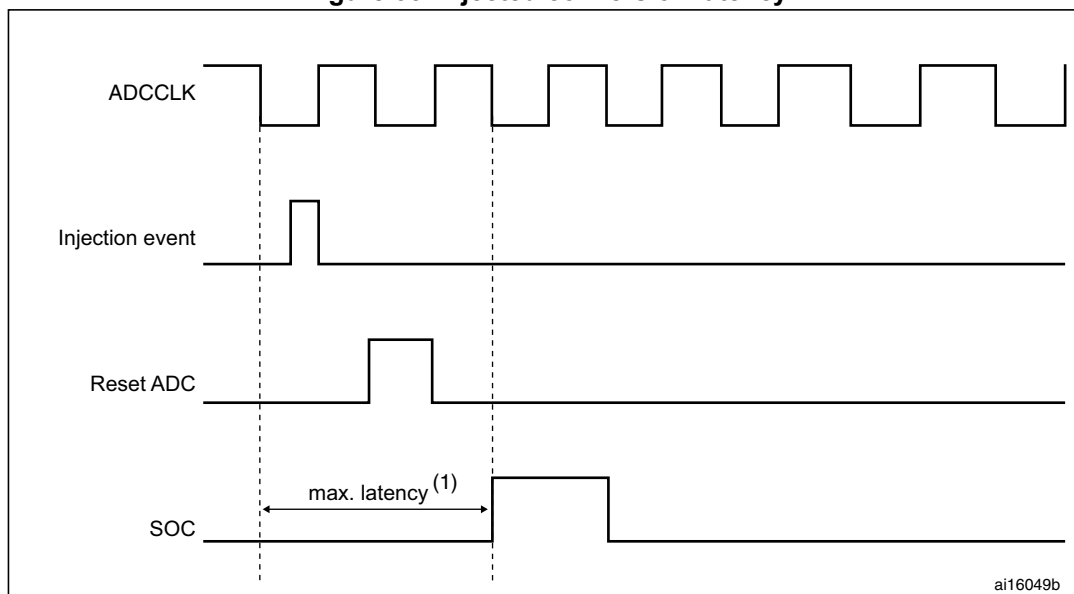 ADCCLK
Injection event
Reset ADC
max. latency (1)
SOC
ai16049b